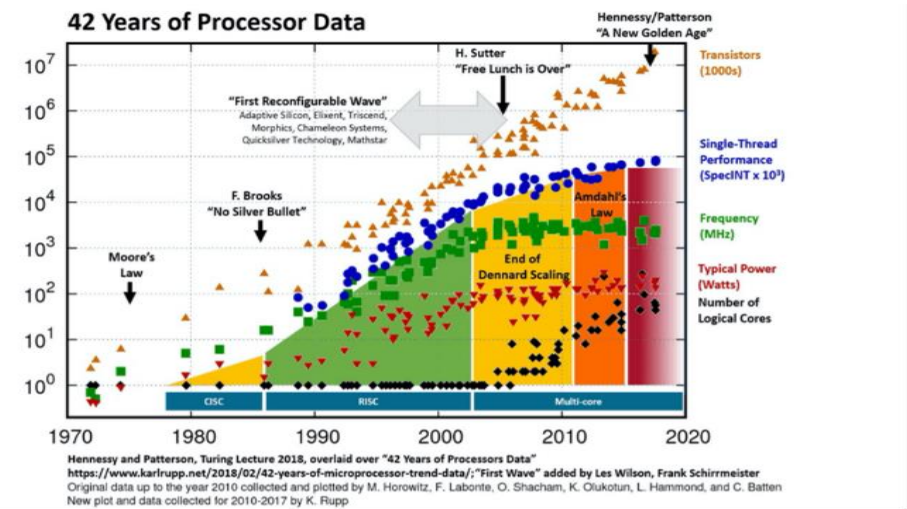 42 Years of Processor Data
Hennessy/Patterson
“A New Golden Age”
H. Sutter
“Free Lunch is Over”
“First Reconfigurable Wave”
Adaptive Silicon, Elixent, Triscend,
Morphics, Chameleon Systems,
Quicksilver Technology, Mathstar
F. Brooks
“No Silver Bullet”
Moore’s
Law
Amdahl’s
Law
End of
Dennard Scaling
Transistors
(1000s)
Single-Thread
Performance
(SpecINT x 10³)
Frequency
(MHz)
Typical Power
(Watts)
Number of
Logical Cores
10⁷
10⁶
10⁵
10⁴
10³
10²
10¹
10⁰
CISC
RISC
Multi-core
1970
1980
1990
2000
2010
2020
Hennessy and Patterson, Turing Lecture 2018, overlaid over “42 Years of Processors Data”
https://www.karlrupp.net/2018/02/42-years-of-microprocessor-trend-data/; “First Wave” added by Les Wilson, Frank Schirrmeister
Original data up to the year 2010 collected and plotted by M. Horowitz, F. Labonte, O. Shacham, K. Olukotun, L. Hammond, and C. Batten
New plot and data collected for 2010-2017 by K. Rupp